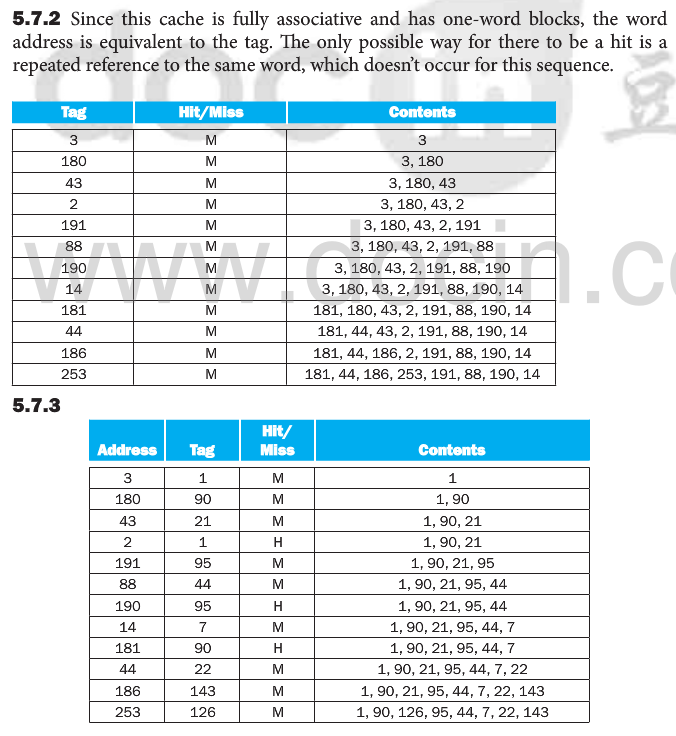 5.7.2 Since this cache is fully associative and has one-word blocks, the word
address is equivalent to the tag. The only possible way for there to be a hit is a
repeated reference to the same word, which doesn't occur for this sequence.
Tag Hit/Miss Contents
3 M 3
180 M 3, 180
43 M 3, 180, 43
2 M 3, 180, 43, 2
191 M 3, 180, 43, 2, 191
88 M 3, 180, 43, 2, 191, 88
190 M 3, 180, 43, 2, 191, 88, 190
14 M 3, 180, 43, 2, 191, 88, 190, 14
181 M 181, 180, 43, 2, 191, 88, 190, 14
44 M 181, 44, 43, 2, 191, 88, 190, 14
186 M 181, 44, 186, 2, 191, 88, 190, 14
253 M 181, 44, 186, 253, 191, 88, 190, 14
5.7.3
Address Tag Hit/ Miss Contents
3 1 M 1
180 90 M 1, 90
43 21 M 1, 90, 21
2 1 H 1, 90, 21
191 95 M 1, 90, 21, 95
88 44 M 1, 90, 21, 95, 44
190 95 H 1, 90, 21, 95, 44
14 7 M 1, 90, 21, 95, 44, 7
181 90 H 1, 90, 21, 95, 44, 7
44 22 M 1, 90, 21, 95, 44, 7, 22
186 143 M 1, 90, 21, 95, 44, 7, 22, 143
253 126 M 1, 90, 126, 95, 44, 7, 22, 143
docin 豆
www.docin.c